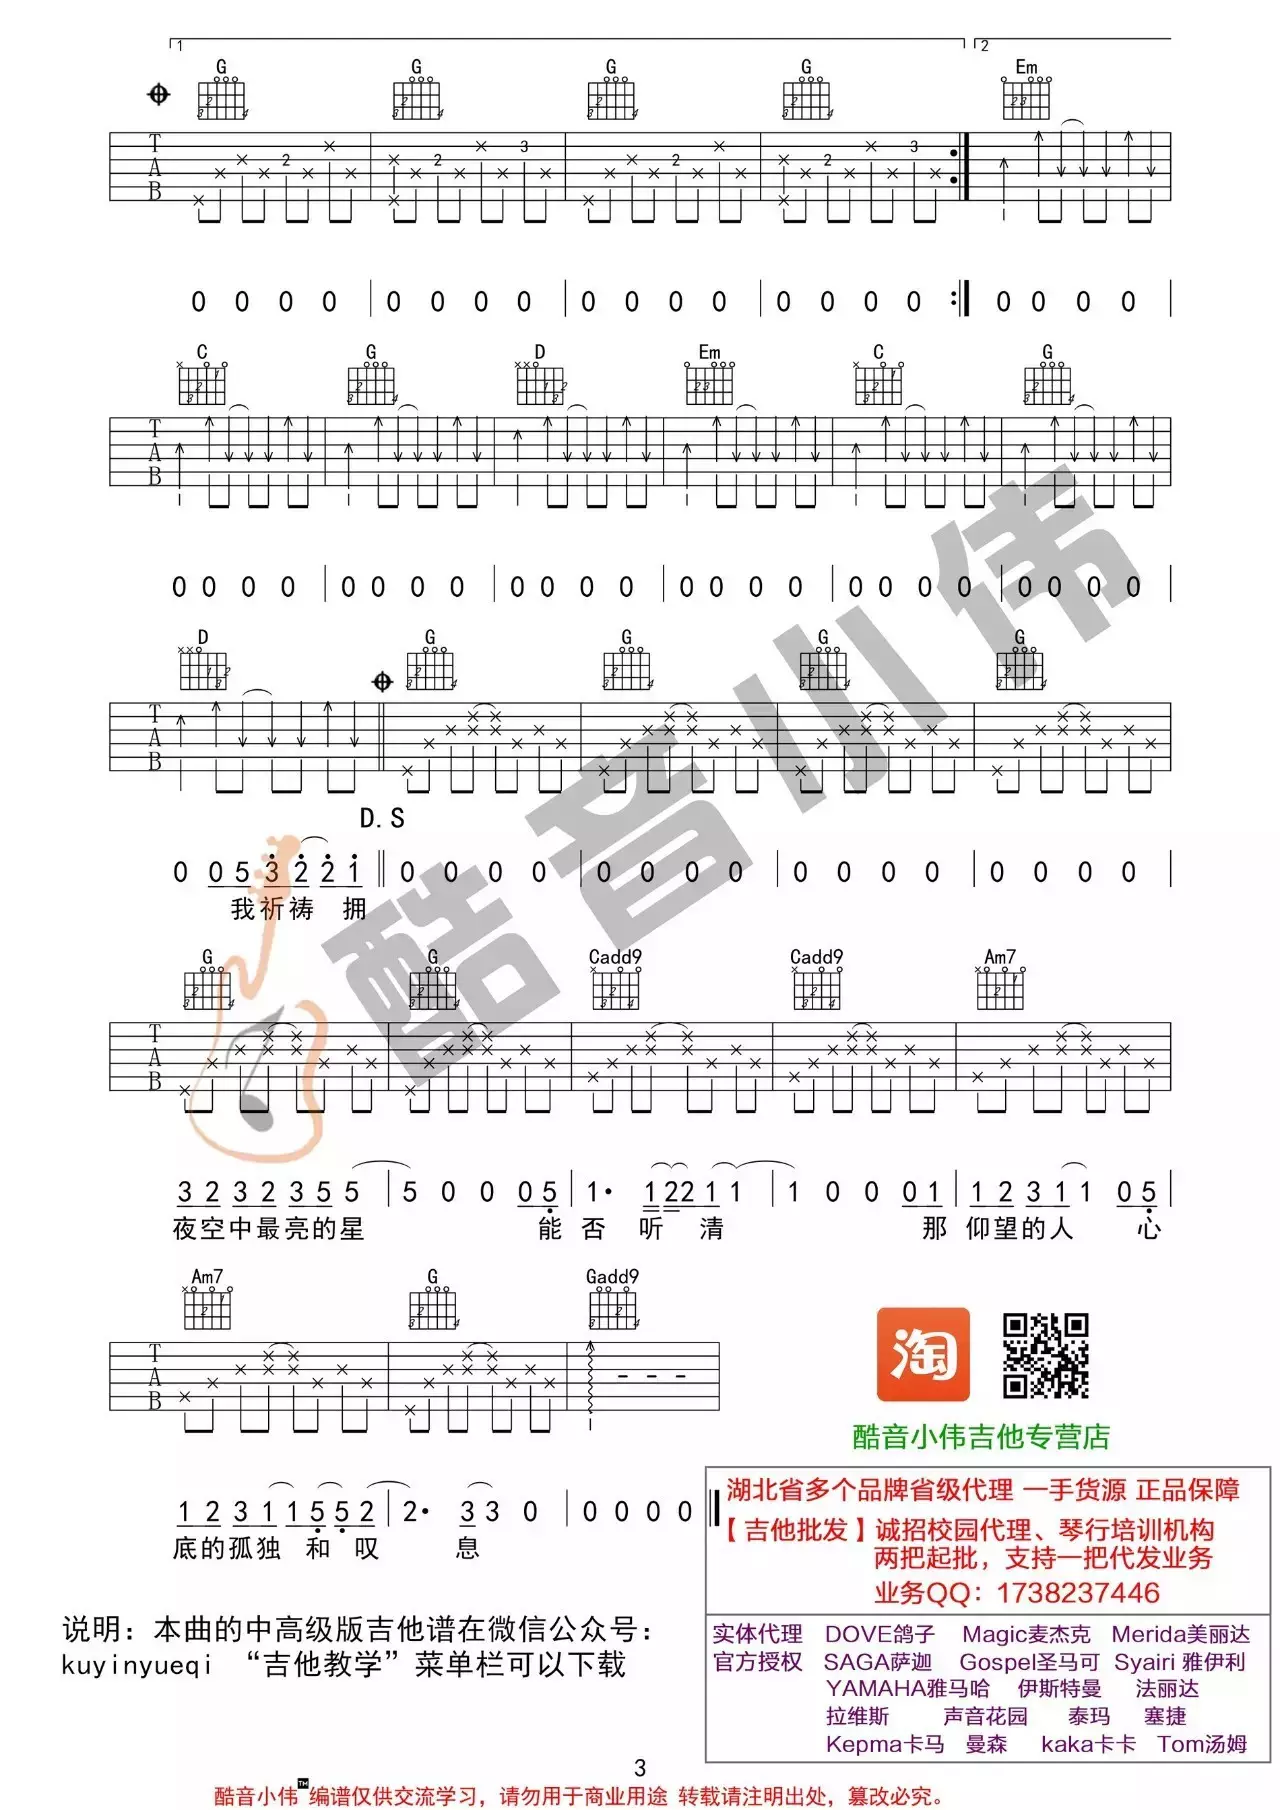 1 2
G G G G Em
T
A
B
2 2 3 2 2 3
0 0 0 0 0 0 0 0 0 0 0 0 0 0 0 0 0 0 0 0
C G D Em C G
T
A
B
0 0 0 0 0 0 0 0 0 0 0 0 0 0 0 0 0 0 0 0 0 0 0 0
D G G G G
T
A
B
D.S
0 0 5 3 2 2 1 0 0 0 0 0 0 0 0 0 0 0 0 0 0 0 0
我祈祷 拥
G G Cadd9 Cadd9 Am7
T
A
B
3 2 3 2 3 5 5 5 0 0 0 5 1· 1 2 2 1 1 1 0 0 0 1 1 2 3 1 1 0 5
夜空中最亮的星 能 否 听 清 那 仰望的人 心
Am7 G Gadd9
T
A
B
- - -
1 2 3 1 1 5 5 2 2· 3 3 0 0 0 0 0
底的孤独 和 叹 息
酷音小伟
淘
酷音小伟吉他专营店
湖北省多个品牌省级代理 一手货源 正品保障
【吉他批发】诚招校园代理、琴行培训机构
两把起批，支持一把代发业务
业务QQ：1738237446
实体代理 DOVE鸽子 Magic麦杰克 Merida美丽达
官方授权 SAGA萨迦 Gospel圣马可 Syairi 雅伊利
YAMAHA雅马哈 伊斯特曼 法丽达
拉维斯 声音花园 泰玛 塞捷
Kepma卡马 曼森 kaka卡卡 Tom汤姆
说明：本曲的中高级版吉他谱在微信公众号：
kuyinyueqi “吉他教学”菜单栏可以下载
3
酷音小伟™编谱仅供交流学习，请勿用于商业用途 转载请注明出处，篡改必究。